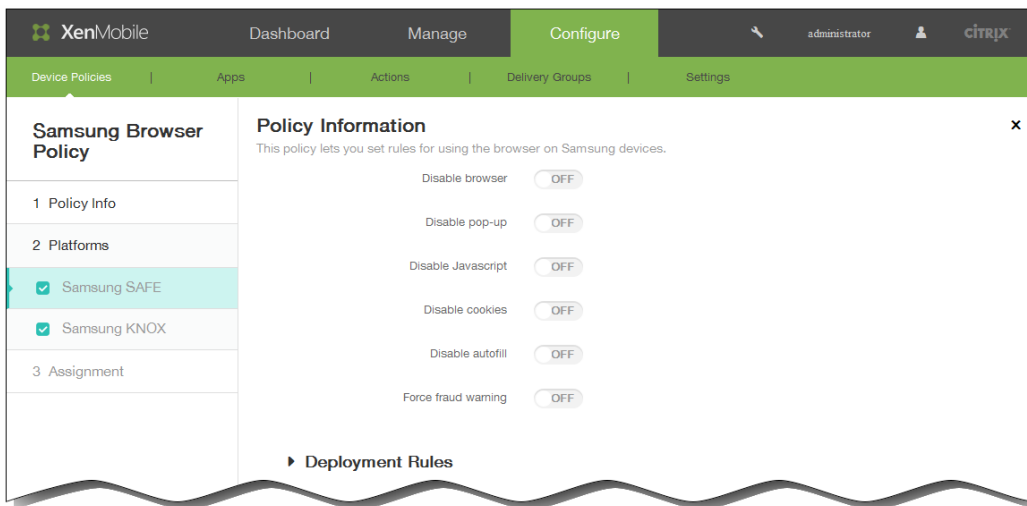 XenMobile Dashboard Manage Configure administrator CİTRIX
Device Policies | Apps | Actions | Delivery Groups | Settings
Samsung Browser Policy
1 Policy Info
2 Platforms
Samsung SAFE
Samsung KNOX
3 Assignment
Policy Information
This policy lets you set rules for using the browser on Samsung devices.
Disable browser OFF
Disable pop-up OFF
Disable Javascript OFF
Disable cookies OFF
Disable autofill OFF
Force fraud warning OFF
Deployment Rules